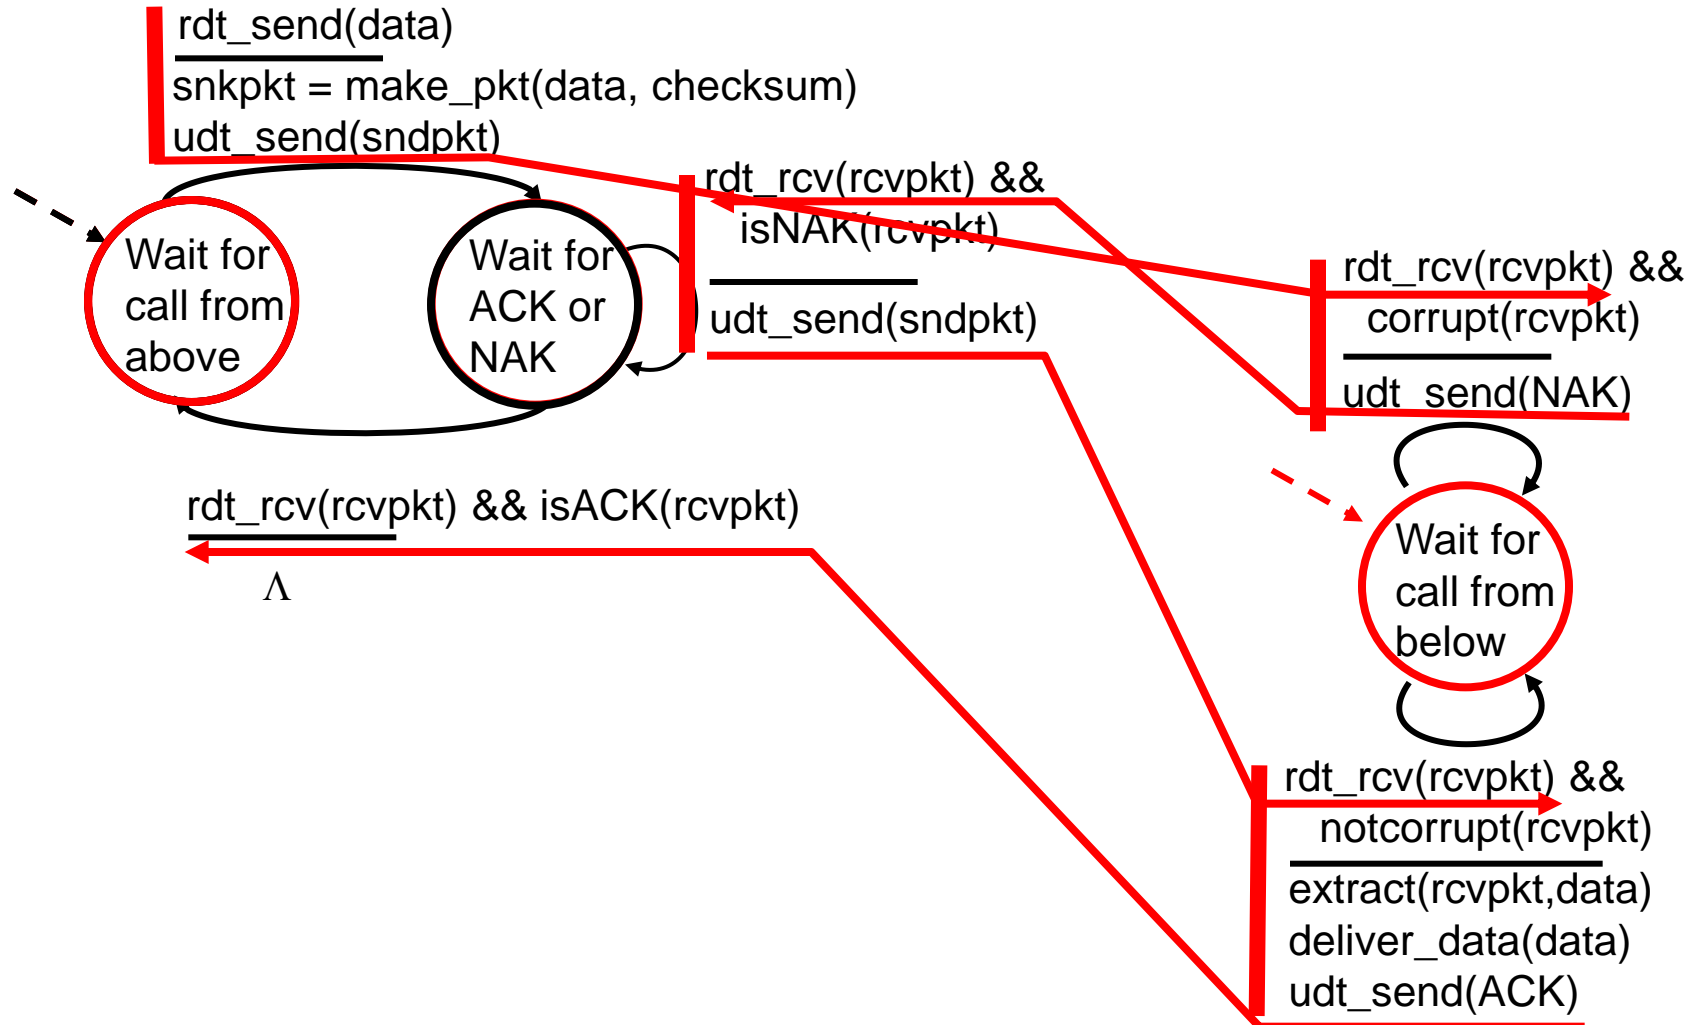 rdt_send(data)
snkpkt = make_pkt(data, checksum)
udt_send(sndpkt)
Wait for
call from
above
Wait for
ACK or
NAK
rdt_rcv(rcvpkt) &&
isNAK(rcvpkt)
udt_send(sndpkt)
rdt_rcv(rcvpkt) && isACK(rcvpkt)
Λ
rdt_rcv(rcvpkt) &&
corrupt(rcvpkt)
udt_send(NAK)
Wait for
call from
below
rdt_rcv(rcvpkt) &&
notcorrupt(rcvpkt)
extract(rcvpkt,data)
deliver_data(data)
udt_send(ACK)